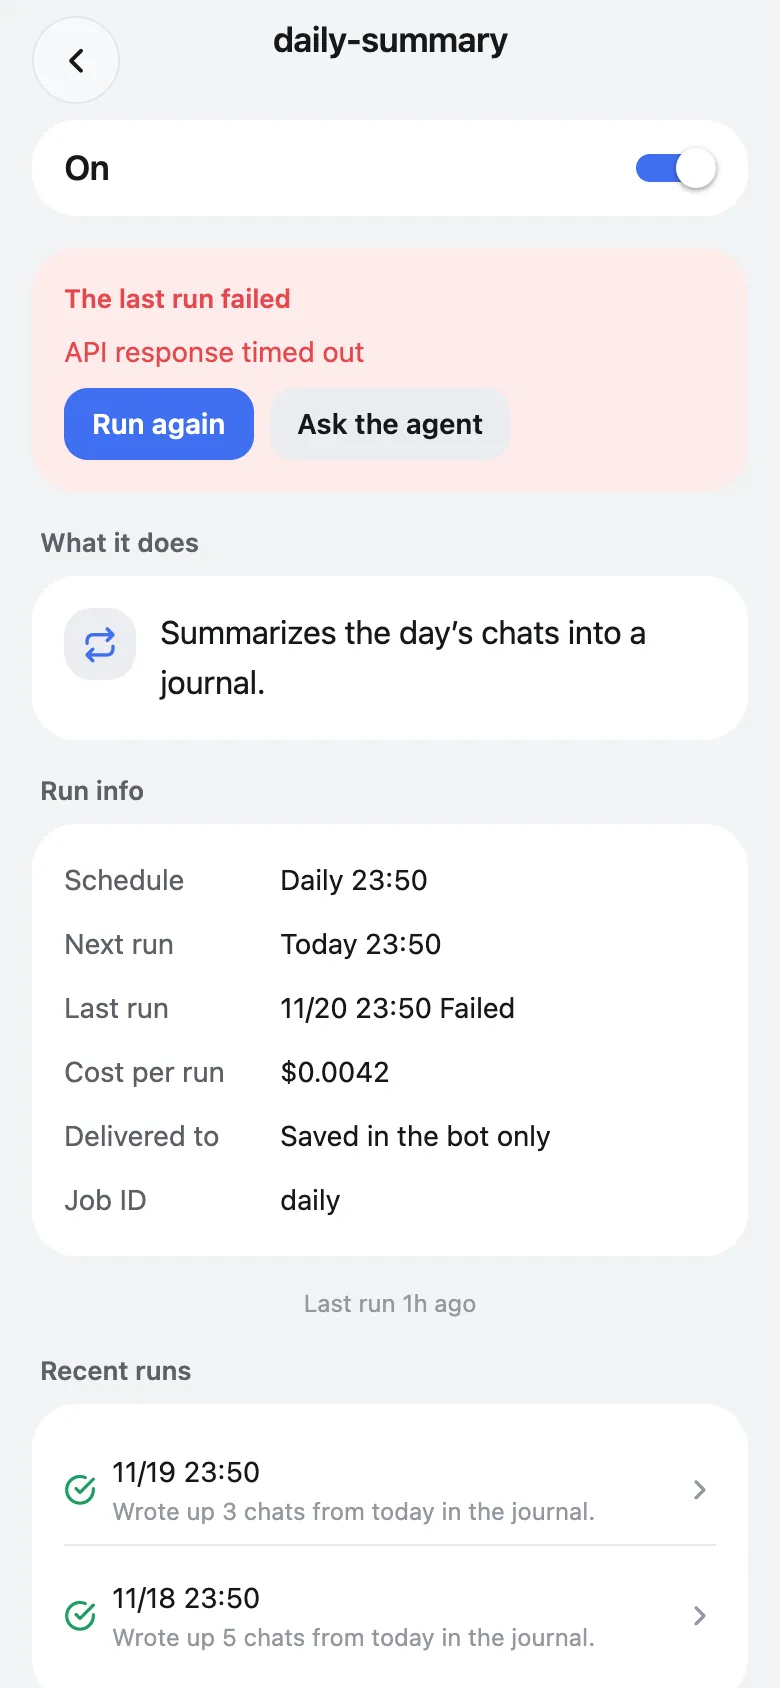 daily-summary
On
The last run failed
API response timed out
Run again
Ask the agent
What it does
Summarizes the day’s chats into a
journal.
Run info
Schedule Daily 23:50
Next run Today 23:50
Last run 11/20 23:50 Failed
Cost per run $0.0042
Delivered to Saved in the bot only
Job ID daily
Last run 1h ago
Recent runs
11/19 23:50
Wrote up 3 chats from today in the journal.
11/18 23:50
Wrote up 5 chats from today in the journal.